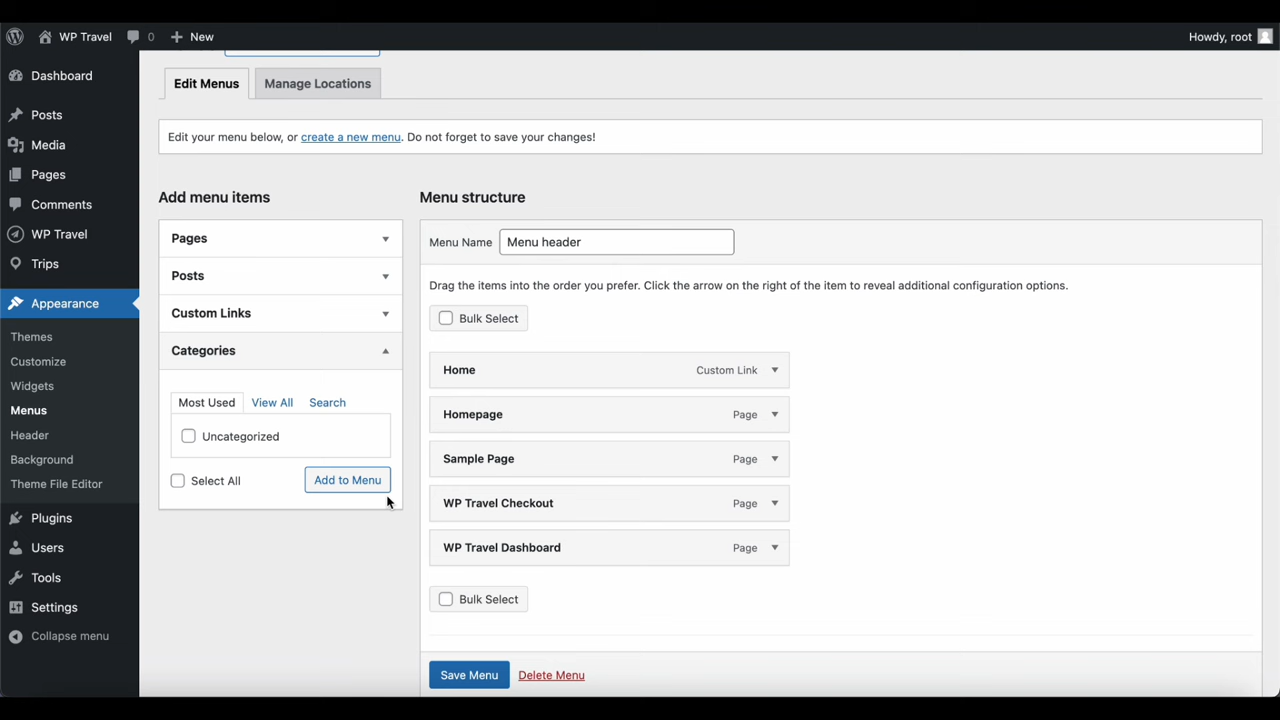 WP Travel 0 New Howdy, root
Dashboard
Posts
Media
Pages
Comments
WP Travel
Trips
Appearance
Themes
Customize
Widgets
Menus
Header
Background
Theme File Editor
Plugins
Users
Tools
Settings
Collapse menu
Edit Menus Manage Locations
Edit your menu below, or create a new menu. Do not forget to save your changes!
Add menu items
Pages
Posts
Custom Links
Categories
Most Used View All Search
Uncategorized
Select All Add to Menu
Menu structure
Menu Name Menu header
Drag the items into the order you prefer. Click the arrow on the right of the item to reveal additional configuration options.
Bulk Select
Home Custom Link
Homepage Page
Sample Page Page
WP Travel Checkout Page
WP Travel Dashboard Page
Bulk Select
Save Menu Delete Menu